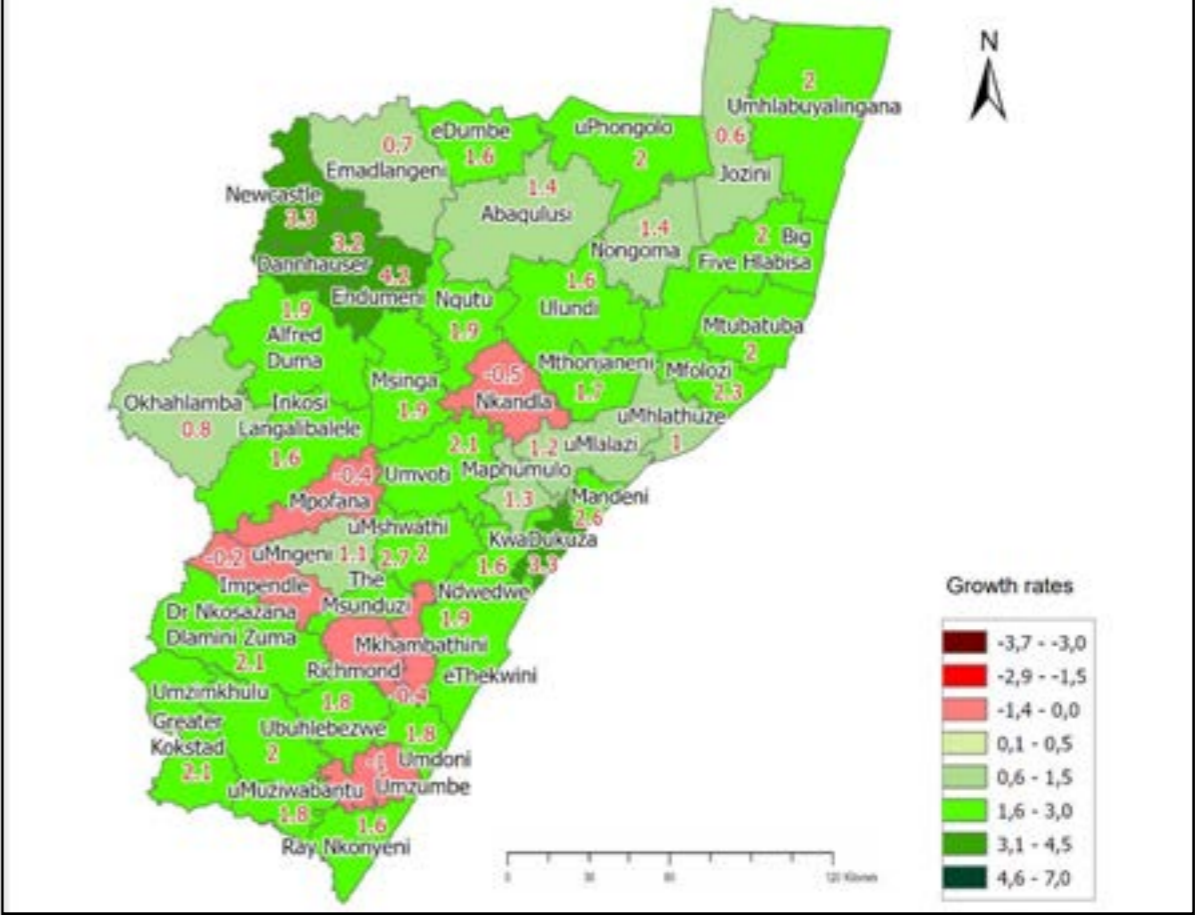 N
2
Umhlabuyalingana
eDumbe
1.6
uPhongolo
2
0.6
Jozini
0.7
Emadlangeni
1.4
Abaqulusi
Newcastle
3.3
1.4
Nongoma
2 Big
Five Hlabisa
3.2
Dannhauser
4.2
Endumeni
Nqutu
1.9
1.6
Ulundi
1.9
Alfred
Duma
Mtubatuba
2
Msinga
1.9
-0.5
Nkandla
Mthonjaneni
1.7
Mfolozi
2.3
Okhahlamba
0.8
Inkosi
Langalibalele
1.6
uMhlathuze
1
2.1
Umvoti
1.2 uMlalazi
Maphumulo
1.3
-0.4
Mpofana
Mandeni
2.6
uMshwathi
2.7 2
KwaDukuza
1.6 3.3
-0.2 uMngeni 1.1
Impendle
The
Msunduzi
Ndwedwe
1.9
Dr Nkosazana
Dlamini Zuma
2.1
Mkhambathini
Richmond
-0.4
eThekwini
Umzimkhulu
1.8
Ubuhlebezwe
2
1.8
Umdoni
Greater
Kokstad
2.1
-1
Umzumbe
uMuziwabantu
1.8
1.6
Ray Nkonyeni
Growth rates
-3,7 - -3,0
-2,9 - -1,5
-1,4 - 0,0
0,1 - 0,5
0,6 - 1,5
1,6 - 3,0
3,1 - 4,5
4,6 - 7,0
0
120